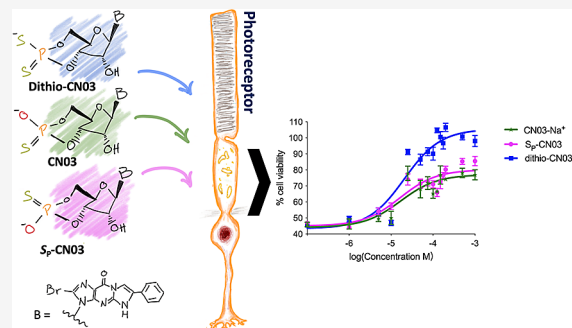 ⁻S
S
P
O
O
O
B
OH
Dithio-CN03
⁻O
S
P
O
O
O
B
OH
CN03
S
⁻O
P
O
O
O
B
OH
Sₚ-CN03
B =
Br
N
N
O
N
N
N
H
Photoreceptor
% cell viability
110
100
90
80
70
60
50
40
-6
-5
-4
-3
log(Concentration M)
CN03-Na⁺
Sₚ-CN03
dithio-CN03